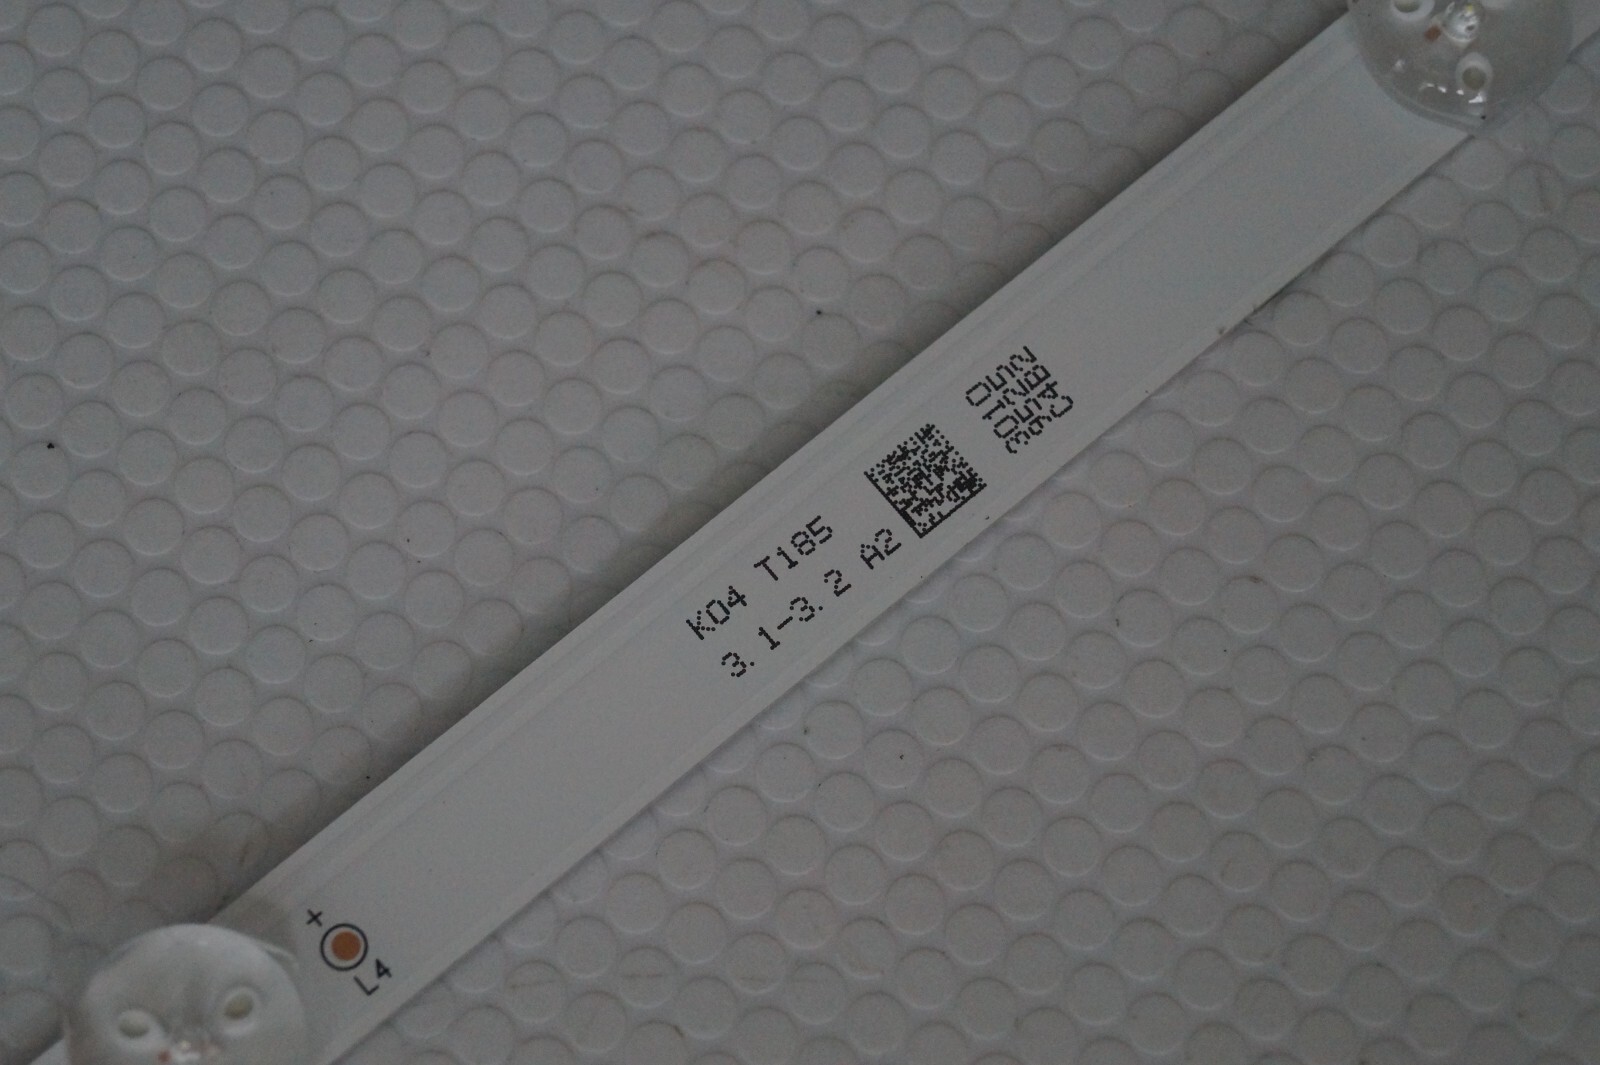 K04 T185
3.1-3.2 A2
+
L4